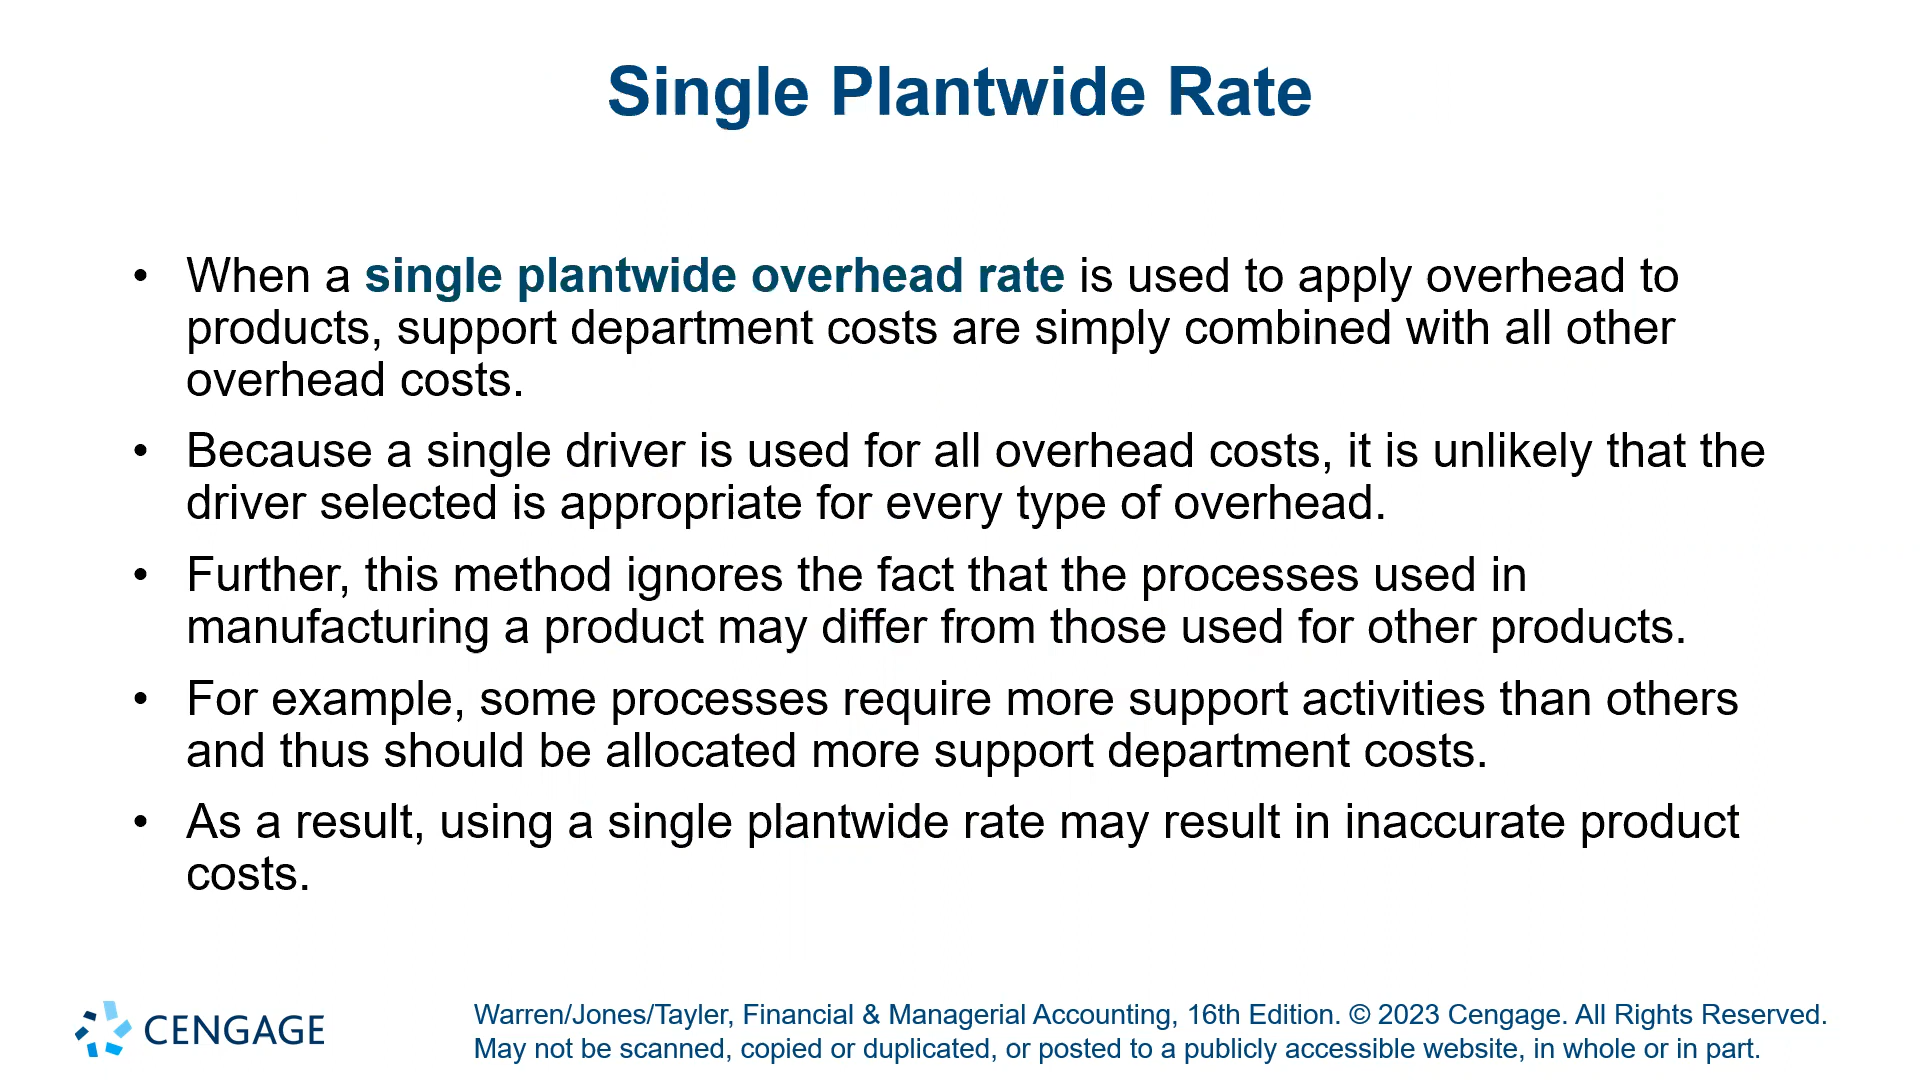 Single Plantwide Rate
• When a single plantwide overhead rate is used to apply overhead to
products, support department costs are simply combined with all other
overhead costs.
• Because a single driver is used for all overhead costs, it is unlikely that the
driver selected is appropriate for every type of overhead.
• Further, this method ignores the fact that the processes used in
manufacturing a product may differ from those used for other products.
• For example, some processes require more support activities than others
and thus should be allocated more support department costs.
• As a result, using a single plantwide rate may result in inaccurate product
costs.
CENGAGE
Warren/Jones/Tayler, Financial & Managerial Accounting, 16th Edition. © 2023 Cengage. All Rights Reserved.
May not be scanned, copied or duplicated, or posted to a publicly accessible website, in whole or in part.